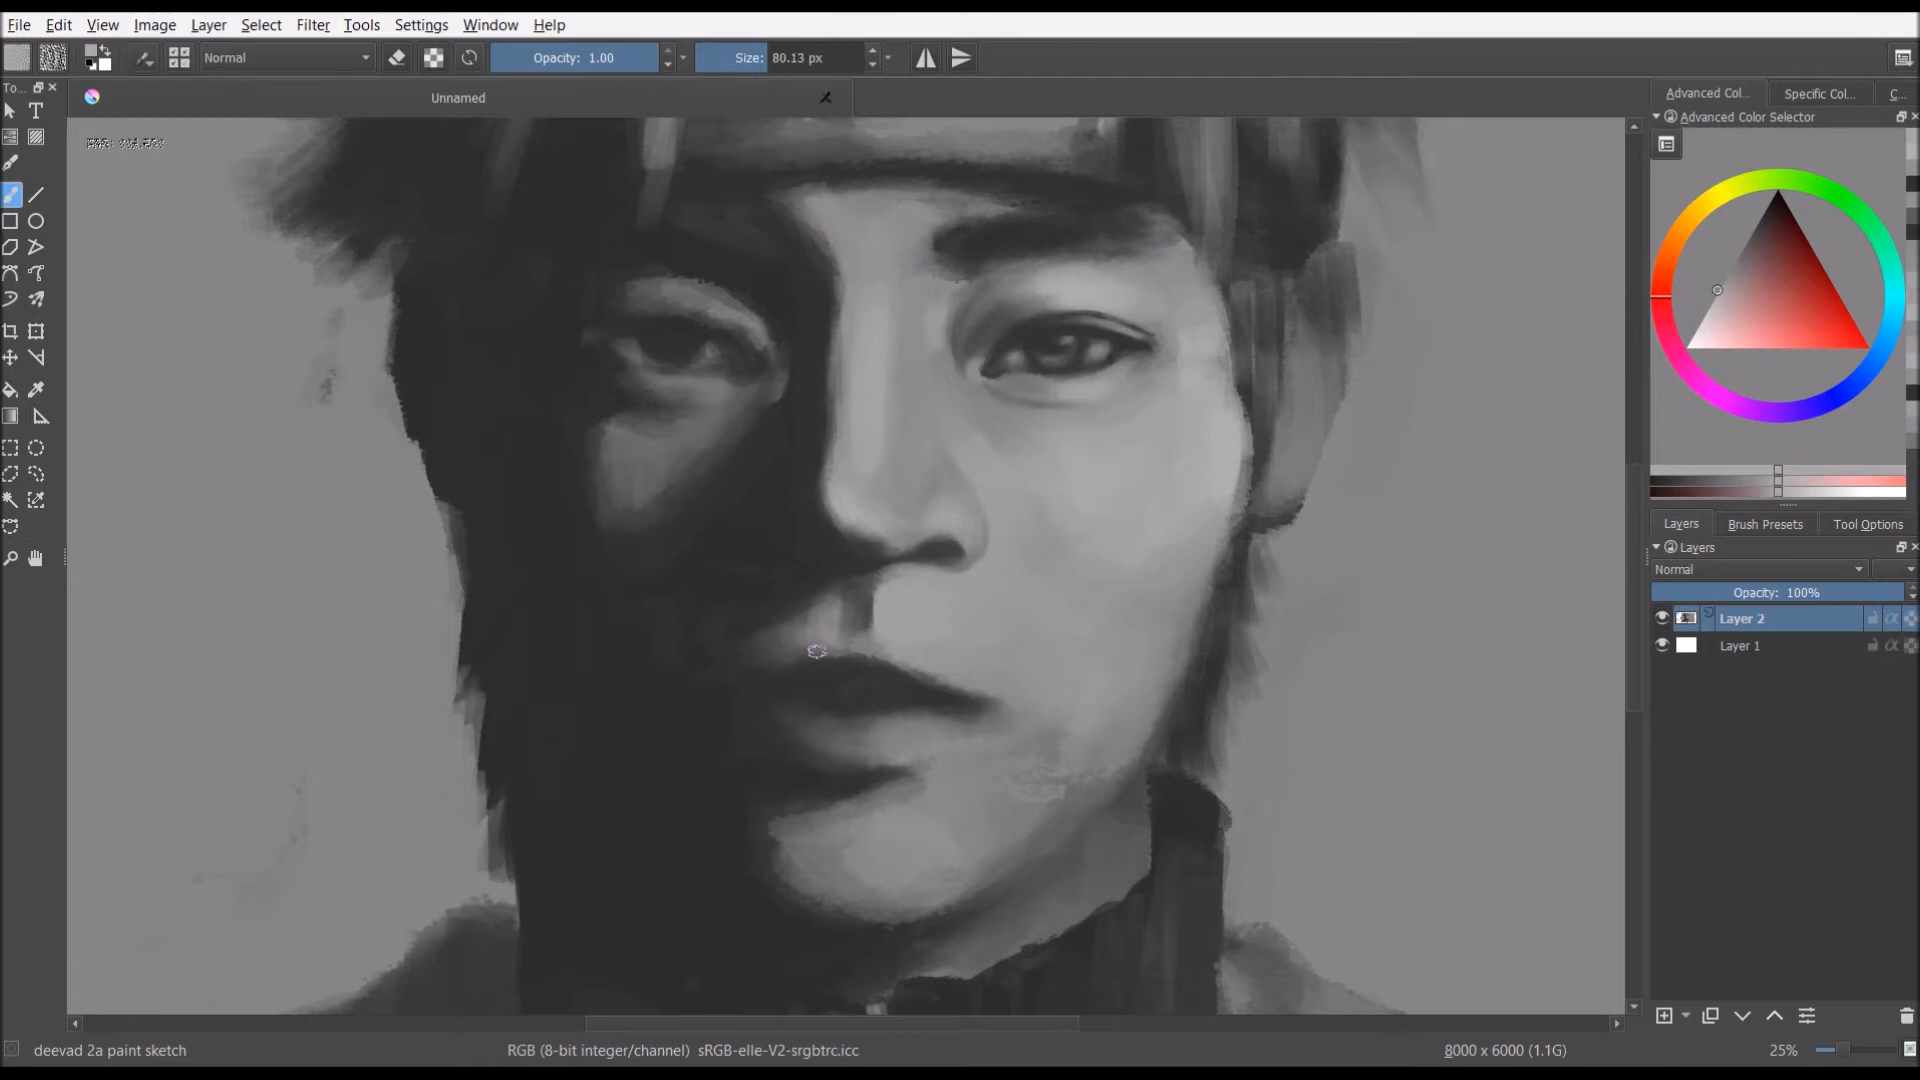 File Edit View Image Layer Select Filter Tools Settings Window Help
Normal Opacity: 1.00 Size: 80.13 px
To...
Unnamed
Advanced Col... Specific Col... C...
Advanced Color Selector
T
Layers Brush Presets Tool Options
Layers
Normal
Opacity: 100%
Layer 2
Layer 1
deevad 2a paint sketch RGB (8-bit integer/channel) sRGB-elle-V2-srgbtrc.icc 8000 x 6000 (1.1G) 25%